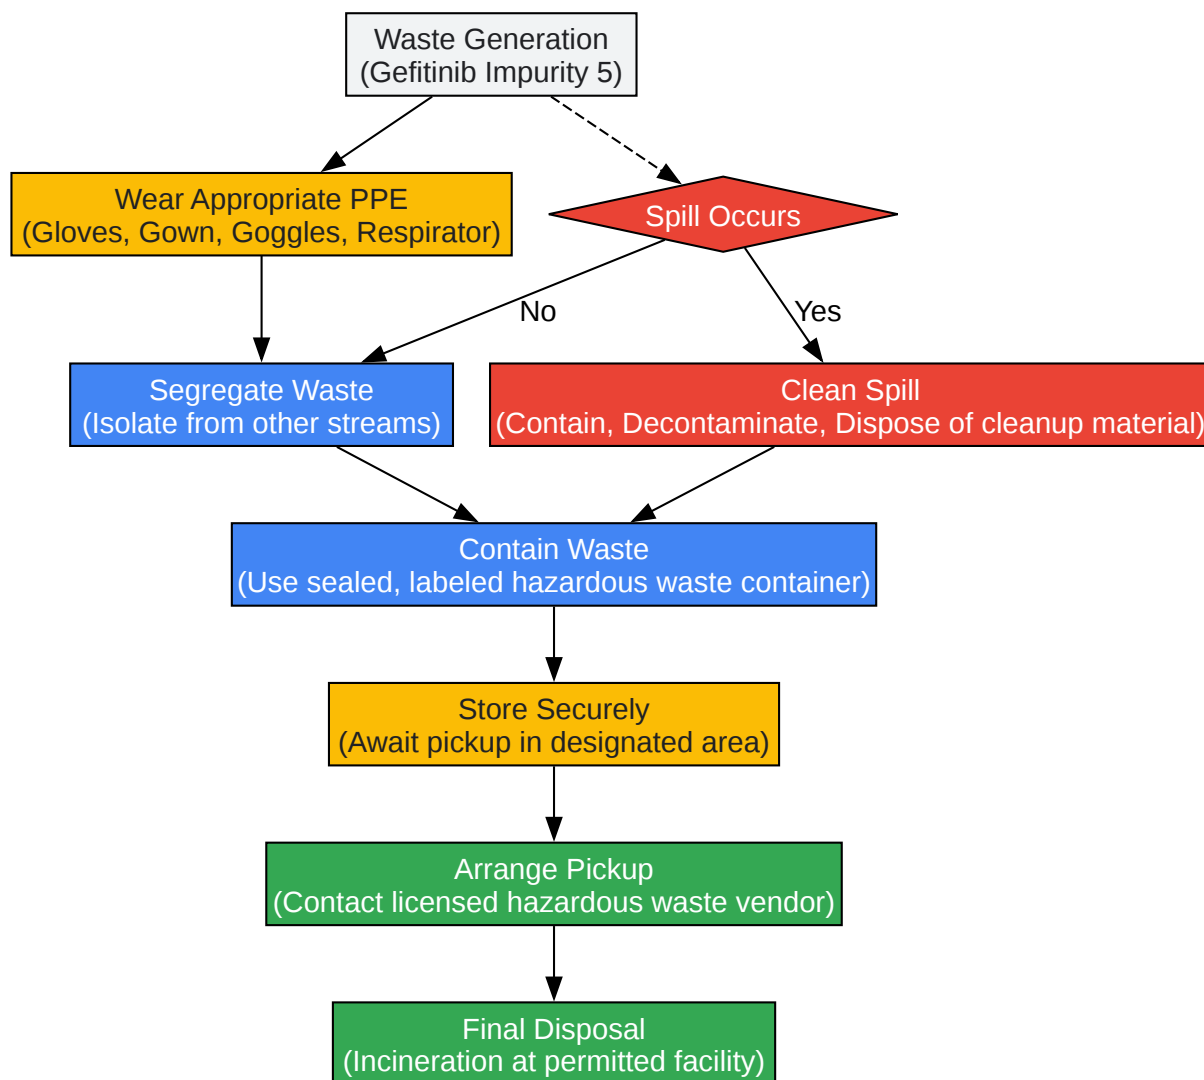 Waste Generation
(Gefitinib Impurity 5)
Wear Appropriate PPE
(Gloves, Gown, Goggles, Respirator)
Spill Occurs
No
Yes
Segregate Waste
(Isolate from other streams)
Clean Spill
(Contain, Decontaminate, Dispose of cleanup material)
Contain Waste
(Use sealed, labeled hazardous waste container)
Store Securely
(Await pickup in designated area)
Arrange Pickup
(Contact licensed hazardous waste vendor)
Final Disposal
(Incineration at permitted facility)